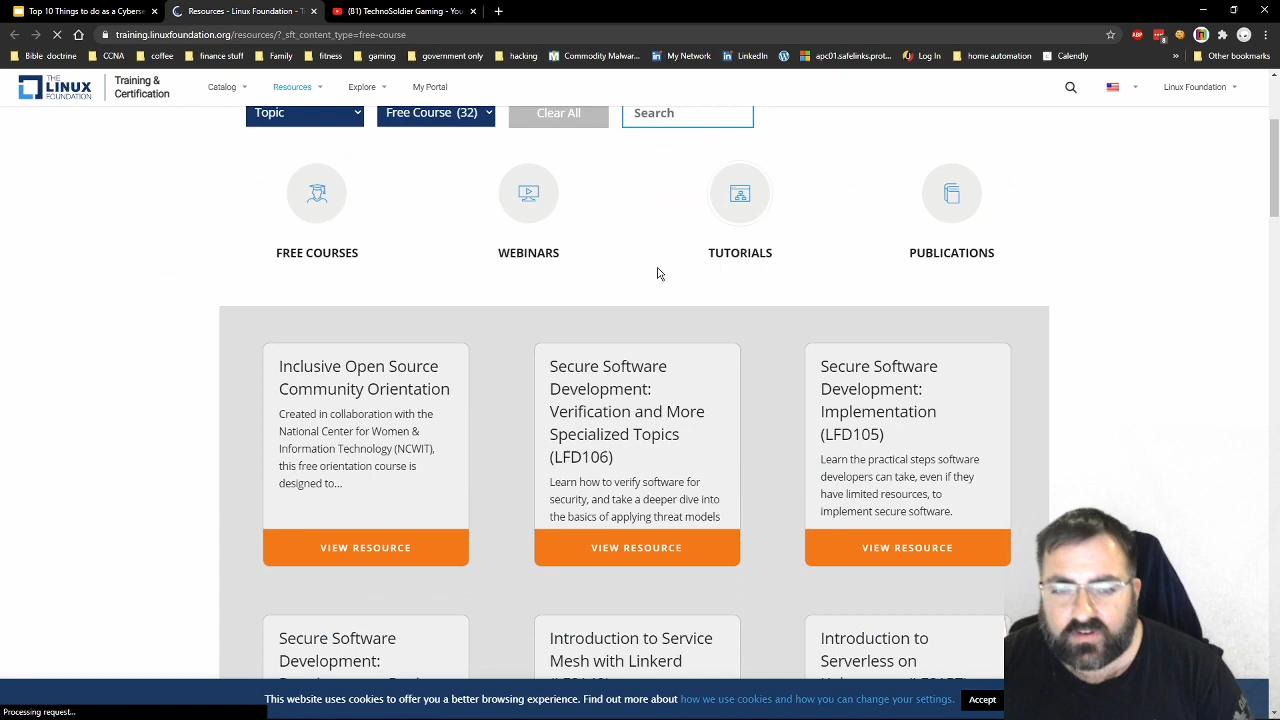 Top 10 things to do as a Cyberse
Resources - Linux Foundation - T
(81) TechnoGaming - You
training.linuxfoundation.org/resources/?_sft_content_type=free-course
Bible doctrine
CCNA
coffee
finance stuff
fitness
gaming
government only
hacking
Commodity Malwar...
My Network
LinkedIn
apc01.safelinks.prot...
family
Home automation
Calendly
»
Other bookmarks
THE LINUX FOUNDATION
Training & Certification
Catalog
Resources
Explore
My Portal
Linux Foundation
Topic
Free Course (32)
Clear All
Search
FREE COURSES
WEBINARS
TUTORIALS
PUBLICATIONS
Inclusive Open Source
Community Orientation
Created in collaboration with the
National Center for Women &
Information Technology (NCWIT),
this free orientation course is
designed to...
VIEW RESOURCE
Secure Software
Development:
Verification and More
Specialized Topics
(LFD106)
Learn how to verify software for
security, and take a deeper dive into
the basics of applying threat models
VIEW RESOURCE
Secure Software
Development:
Implementation
(LFD105)
Learn the practical steps software
developers can take, even if they
have limited resources, to
implement secure software.
VIEW RESOURCE
Secure Software
Development:
Introduction to Service
Mesh with Linkerd
Introduction to
Serverless on
This website uses cookies to offer you a better browsing experience. Find out more about how we use cookies and how you can change your settings.
Accept
Processing request...